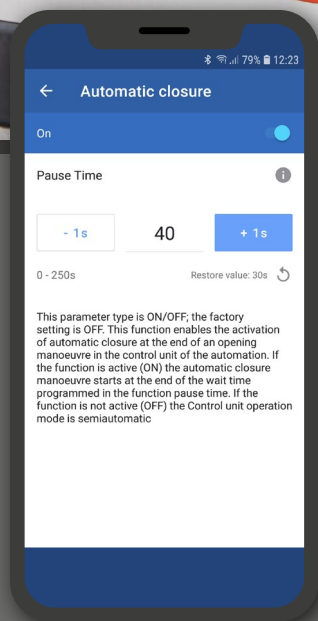 79% 12:23
Automatic closure
On
Pause Time
- 1s 40 + 1s
0 - 250s Restore value: 30s
This parameter type is ON/OFF; the factory
setting is OFF. This function enables the activation
of automatic closure at the end of an opening
manoeuvre in the control unit of the automation. If
the function is active (ON) the automatic closure
manoeuvre starts at the end of the wait time
programmed in the function pause time. If the
function is not active (OFF) the Control unit operation
mode is semiautomatic